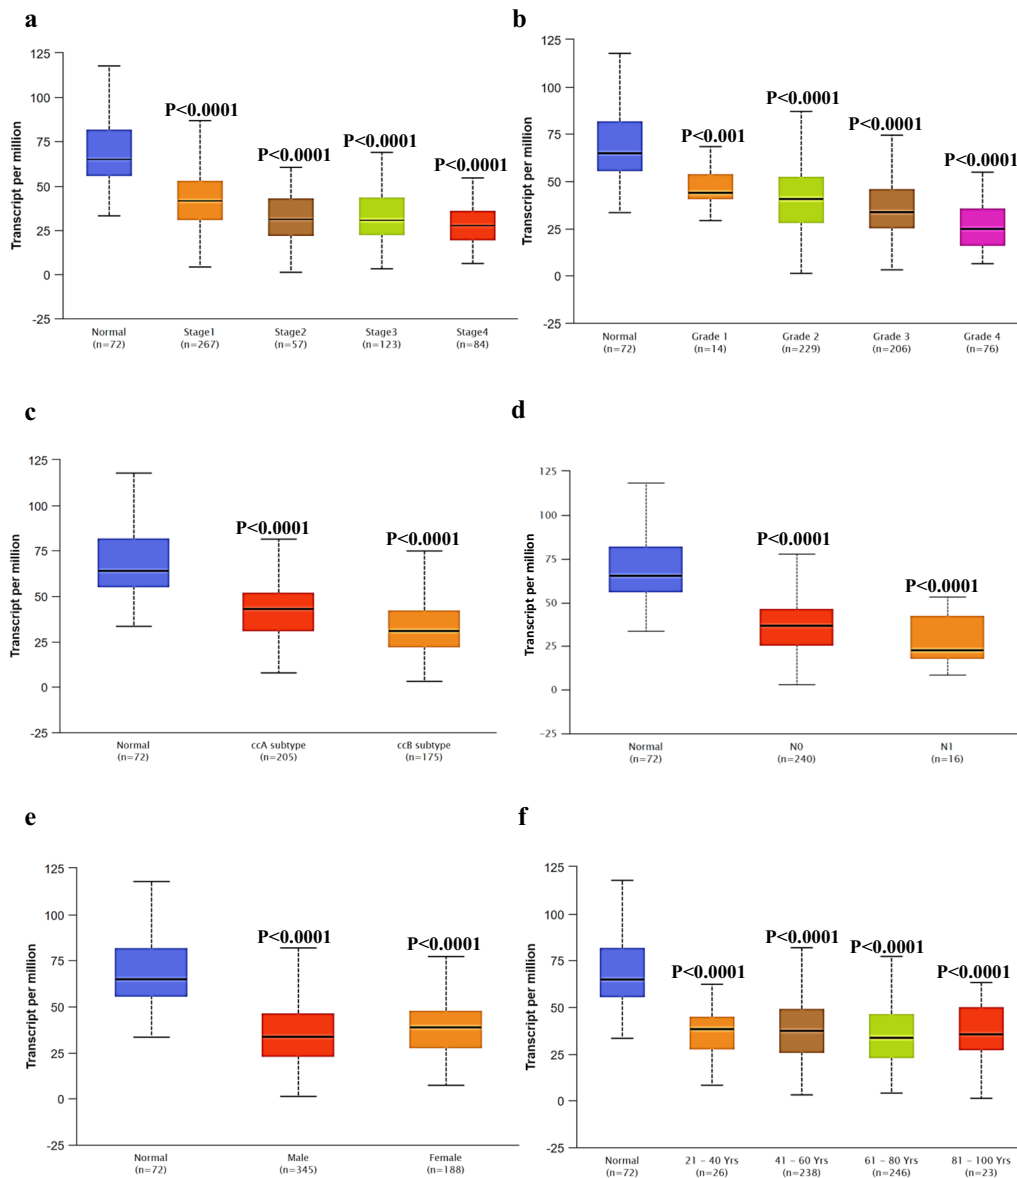 a
125
100
75
50
25
0
-25
Transcript per million
P<0.0001
P<0.0001
P<0.0001
P<0.0001
Normal
(n=72)
Stage1
(n=267)
Stage2
(n=57)
Stage3
(n=123)
Stage4
(n=84)
b
125
100
75
50
25
0
-25
Transcript per million
P<0.001
P<0.0001
P<0.0001
P<0.0001
Normal
(n=72)
Grade 1
(n=14)
Grade 2
(n=229)
Grade 3
(n=206)
Grade 4
(n=76)
c
125
100
75
50
25
0
-25
Transcript per million
P<0.0001
P<0.0001
Normal
(n=72)
ccA subtype
(n=205)
ccB subtype
(n=175)
d
125
100
75
50
25
0
-25
Transcript per million
P<0.0001
P<0.0001
Normal
(n=72)
N0
(n=240)
N1
(n=16)
e
125
100
75
50
25
0
-25
Transcript per million
P<0.0001
P<0.0001
Normal
(n=72)
Male
(n=345)
Female
(n=188)
f
125
100
75
50
25
0
-25
Transcript per million
P<0.0001
P<0.0001
P<0.0001
P<0.0001
Normal
(n=72)
21 - 40 Yrs
(n=26)
41 - 60 Yrs
(n=238)
61 - 80 Yrs
(n=246)
81 - 100 Yrs
(n=23)